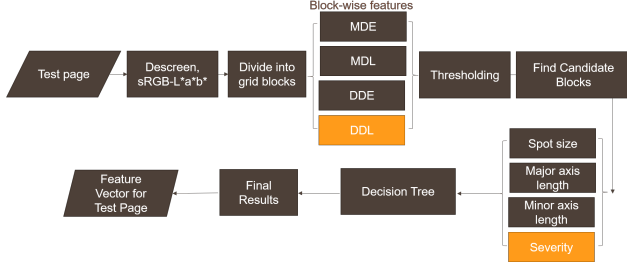 Block-wise features
MDE
MDL
DDE
DDL
Test page
Descreen,
sRGB-L*a*b*
Divide into
grid blocks
Thresholding
Find Candidate
Blocks
Spot size
Major axis
length
Minor axis
length
Severity
Decision Tree
Final
Results
Feature
Vector for
Test Page